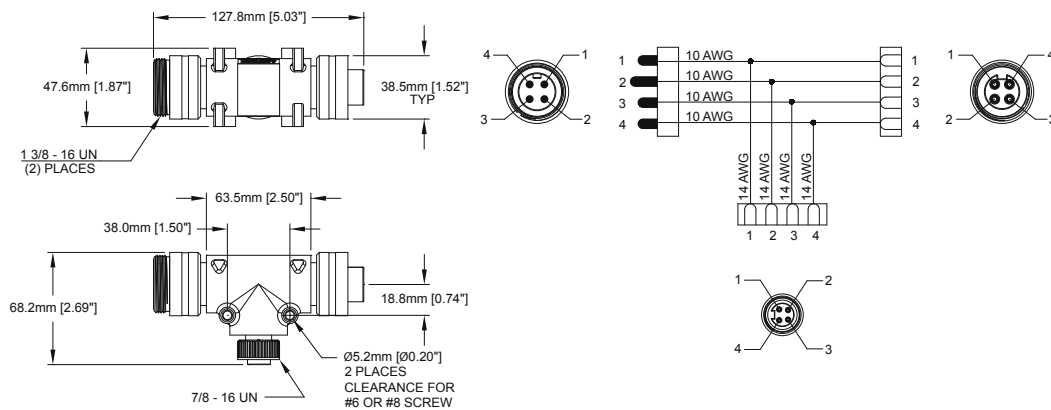 127.8mm [5.03"]
47.6mm [1.87"]
38.5mm [1.52"]
TYP
1 3/8 - 16 UN
(2) PLACES
4
1
3
2
1
2
3
4
10 AWG
10 AWG
10 AWG
10 AWG
1
2
3
4
14 AWG
14 AWG
14 AWG
14 AWG
1
2
3
4
1
4
2
3
63.5mm [2.50"]
38.0mm [1.50"]
68.2mm [2.69"]
18.8mm [0.74"]
Ø5.2mm [Ø0.20"]
2 PLACES
CLEARANCE FOR
#6 OR #8 SCREW
7/8 - 16 UN
1
2
4
3